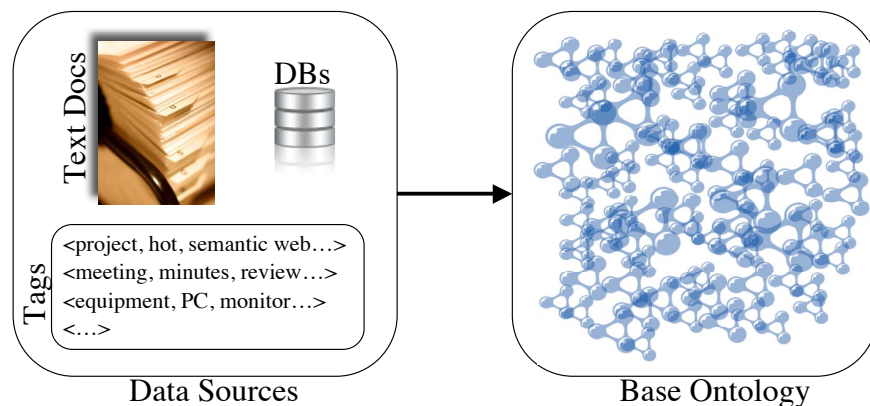 Text Docs
DBs
Tags
<project, hot, semantic web…>
<meeting, minutes, review…>
<equipment, PC, monitor…>
<…>
Data Sources
Base Ontology